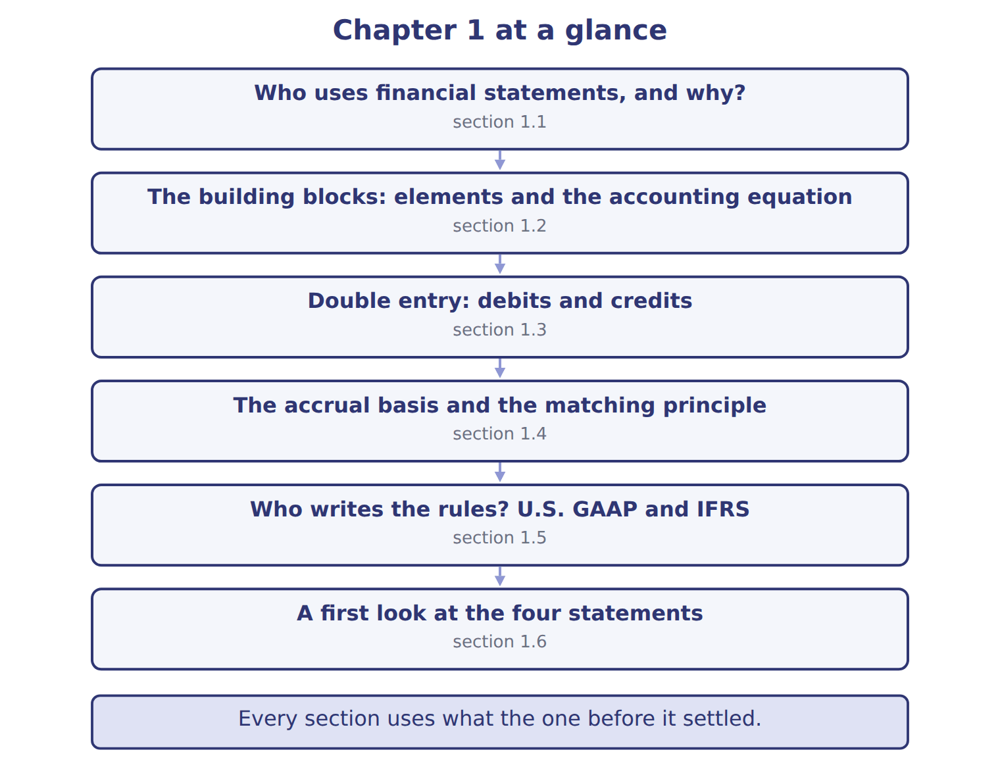 Chapter 1 at a glance
Who uses financial statements, and why?
section 1.1
The building blocks: elements and the accounting equation
section 1.2
Double entry: debits and credits
section 1.3
The accrual basis and the matching principle
section 1.4
Who writes the rules? U.S. GAAP and IFRS
section 1.5
A first look at the four statements
section 1.6
Every section uses what the one before it settled.